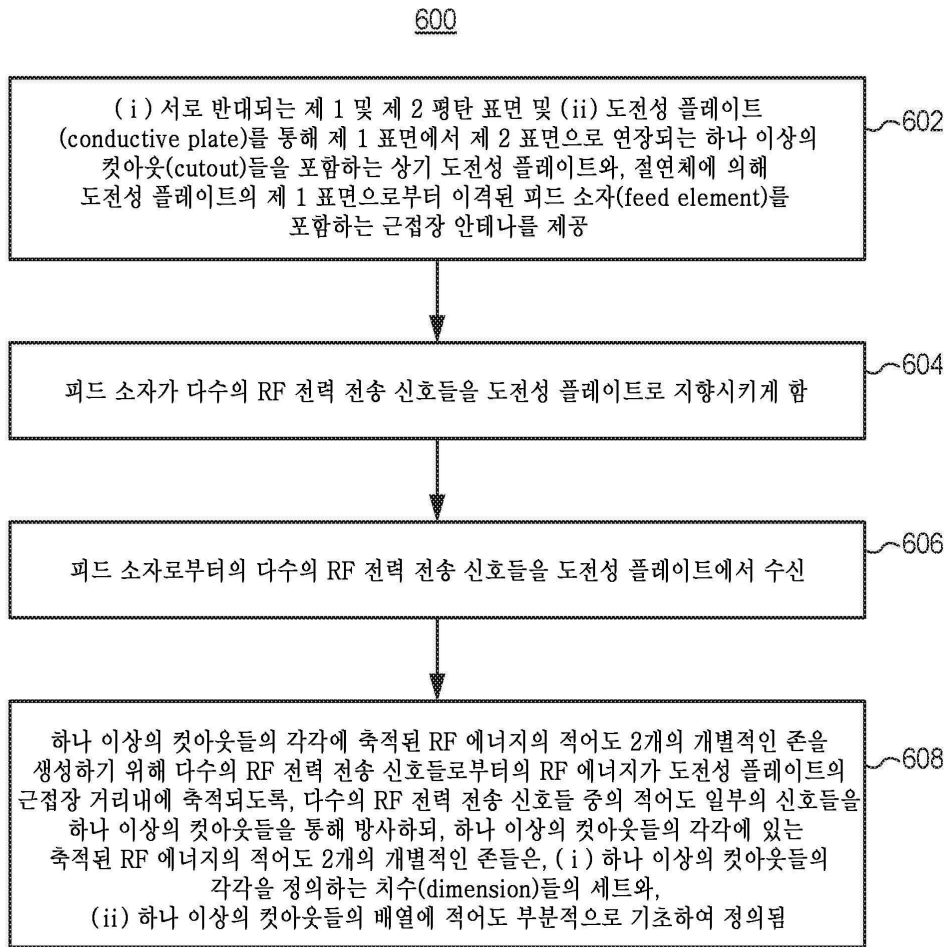 600
(i) 서로 반대되는 제 1 및 제 2 평탄 표면 및 (ii) 도전성 플레이트
(conductive plate)를 통해 제 1 표면에서 제 2 표면으로 연장되는 하나 이상의
컷아웃(cutout)들을 포함하는 상기 도전성 플레이트와, 절연체에 의해
도전성 플레이트의 제 1 표면으로부터 이격된 피드 소자(feed element)를
포함하는 근접장 안테나를 제공
602
피드 소자가 다수의 RF 전력 전송 신호들을 도전성 플레이트로 지향시키게 함
604
피드 소자로부터의 다수의 RF 전력 전송 신호들을 도전성 플레이트에서 수신
606
하나 이상의 컷아웃들의 각각에 축적된 RF 에너지의 적어도 2개의 개별적인 존을
생성하기 위해 다수의 RF 전력 전송 신호들로부터의 RF 에너지가 도전성 플레이트의
근접장 거리내에 축적되도록, 다수의 RF 전력 전송 신호들 중의 적어도 일부의 신호들을
하나 이상의 컷아웃들을 통해 방사하되, 하나 이상의 컷아웃들의 각각에 있는
축적된 RF 에너지의 적어도 2개의 개별적인 존들은, (i) 하나 이상의 컷아웃들의
각각을 정의하는 치수(dimension)들의 세트와,
(ii) 하나 이상의 컷아웃들의 배열에 적어도 부분적으로 기초하여 정의됨
608